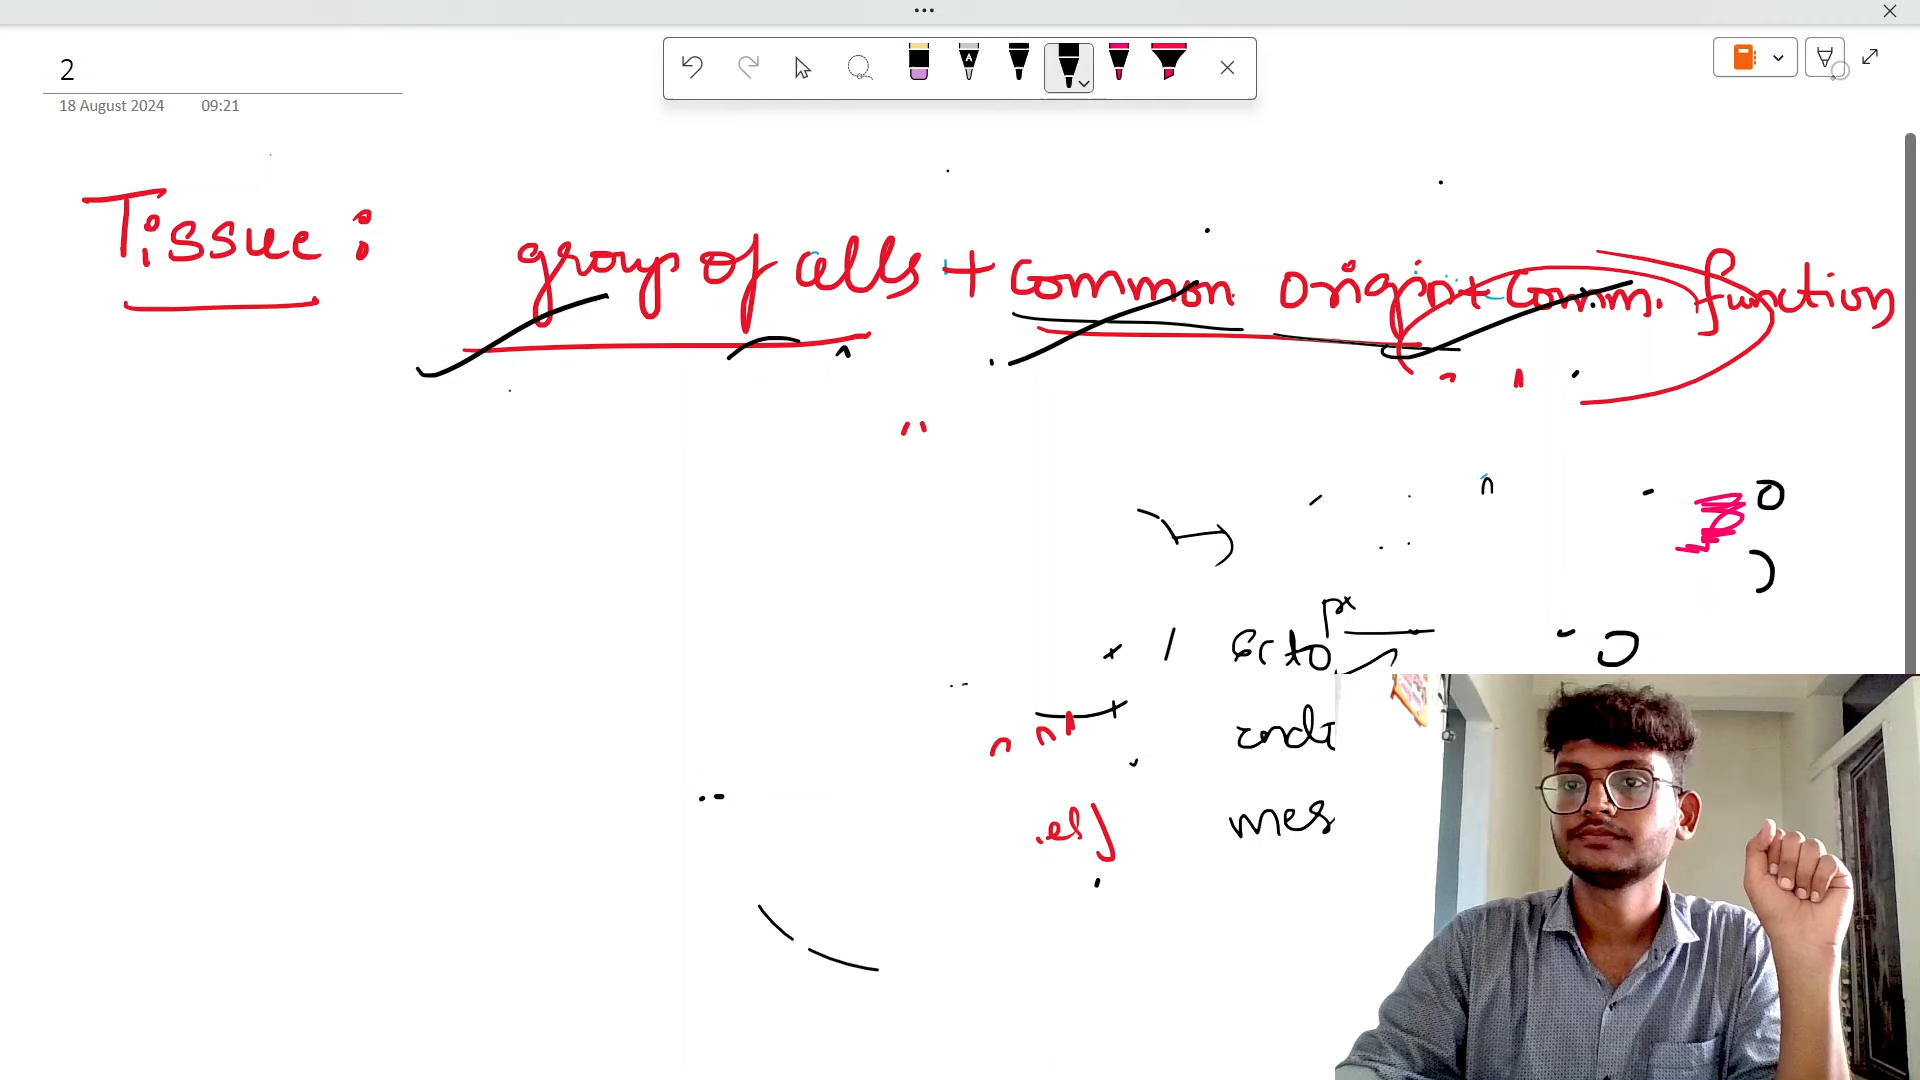 2
18 August 2024 09:21
Tissue : group of cells + Common Origin + Comm. function
Ecto
endo
mes